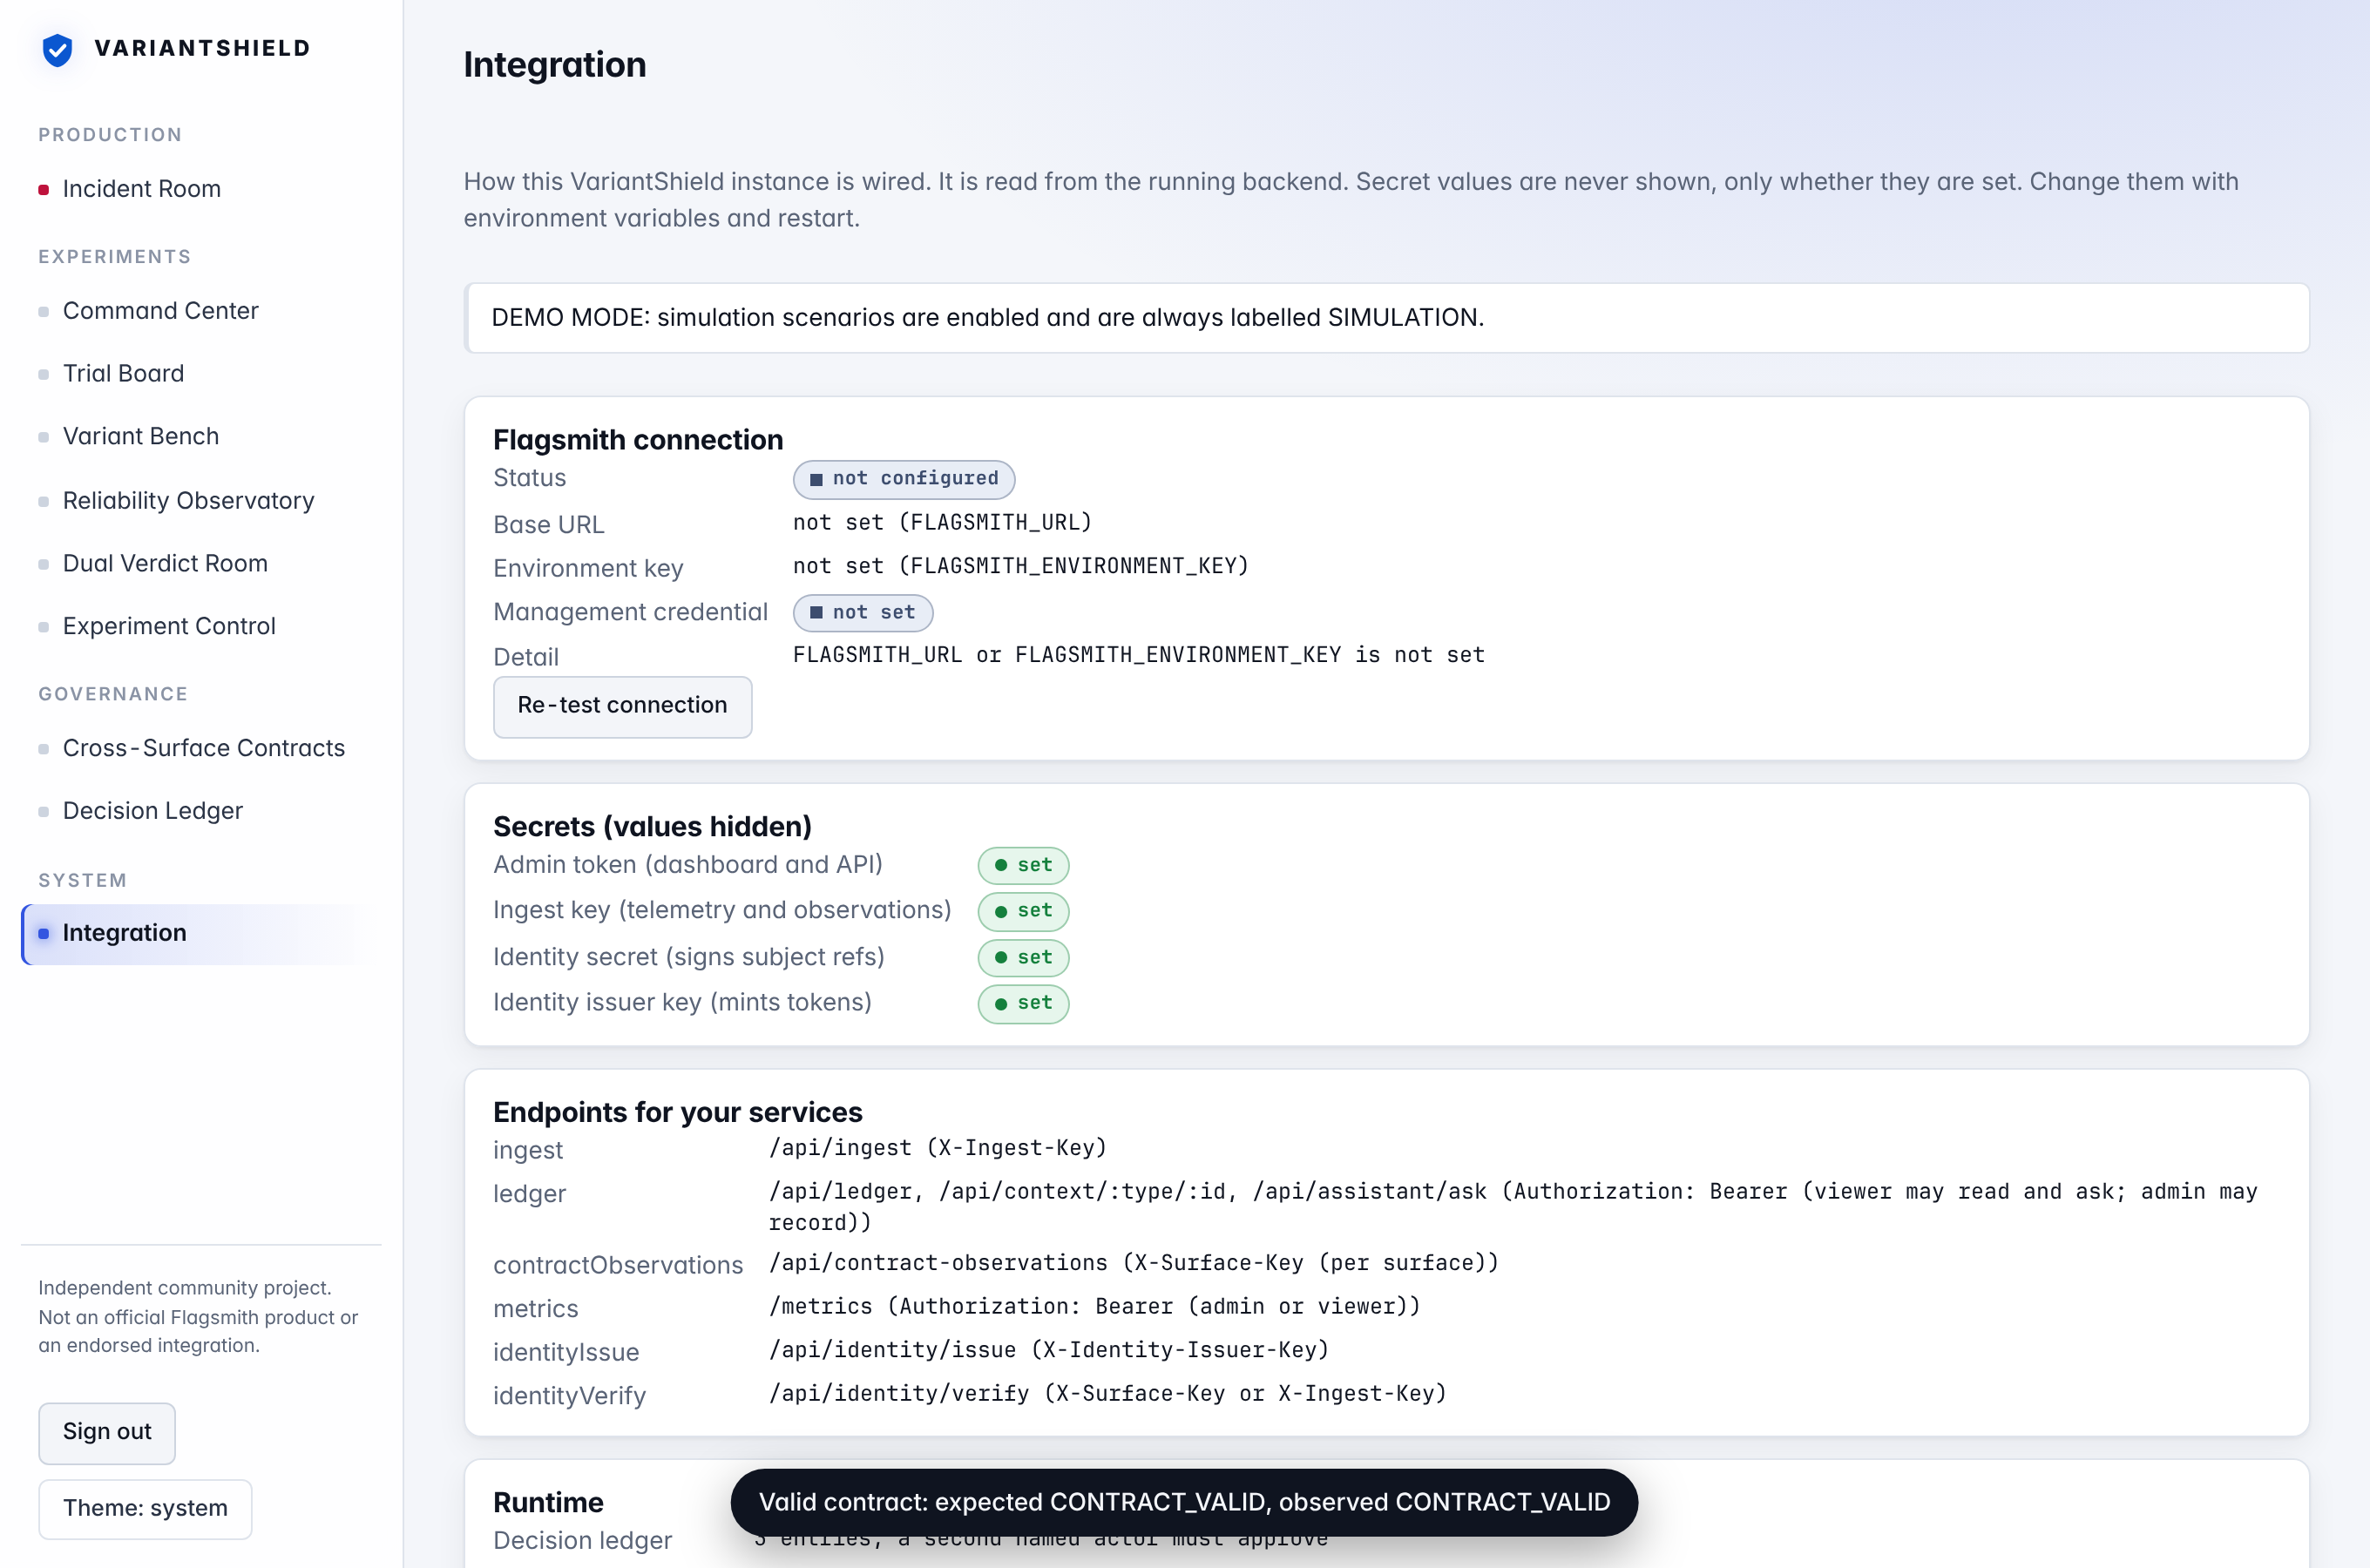 VARIANTSHIELD
PRODUCTION
Incident Room
EXPERIMENTS
Command Center
Trial Board
Variant Bench
Reliability Observatory
Dual Verdict Room
Experiment Control
GOVERNANCE
Cross-Surface Contracts
Decision Ledger
SYSTEM
Integration
Independent community project.
Not an official Flagsmith product or
an endorsed integration.
Sign out
Theme: system
Integration
How this VariantShield instance is wired. It is read from the running backend. Secret values are never shown, only whether they are set. Change them with
environment variables and restart.
DEMO MODE: simulation scenarios are enabled and are always labelled SIMULATION.
Flagsmith connection
Status not configured
Base URL not set (FLAGSMITH_URL)
Environment key not set (FLAGSMITH_ENVIRONMENT_KEY)
Management credential not set
Detail FLAGSMITH_URL or FLAGSMITH_ENVIRONMENT_KEY is not set
Re-test connection
Secrets (values hidden)
Admin token (dashboard and API) set
Ingest key (telemetry and observations) set
Identity secret (signs subject refs) set
Identity issuer key (mints tokens) set
Endpoints for your services
ingest /api/ingest (X-Ingest-Key)
ledger /api/ledger, /api/context/:type/:id, /api/assistant/ask (Authorization: Bearer (viewer may read and ask; admin may
record))
contractObservations /api/contract-observations (X-Surface-Key (per surface))
metrics /metrics (Authorization: Bearer (admin or viewer))
identityIssue /api/identity/issue (X-Identity-Issuer-Key)
identityVerify /api/identity/verify (X-Surface-Key or X-Ingest-Key)
Runtime
Valid contract: expected CONTRACT_VALID, observed CONTRACT_VALID
Decision ledger entries, a second named actor must approve